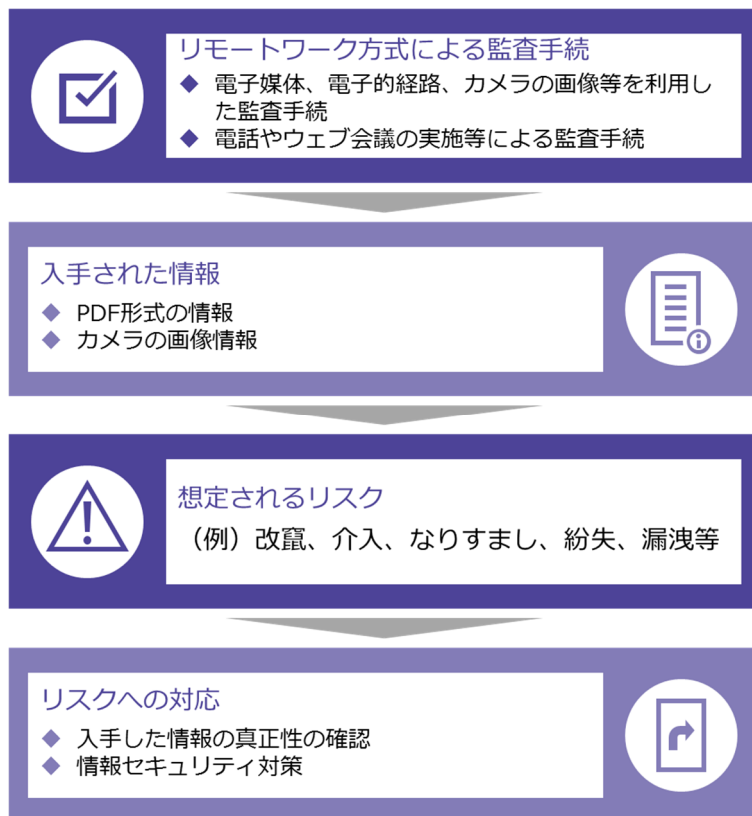 リモートワーク方式による監査手続
◆ 電子媒体、電子的経路、カメラの画像等を利用し
た監査手続
◆ 電話やウェブ会議の実施等による監査手続
入手された情報
◆ PDF形式の情報
◆ カメラの画像情報
想定されるリスク
（例）改竄、介入、なりすまし、紛失、漏洩等
リスクへの対応
◆ 入手した情報の真正性の確認
◆ 情報セキュリティ対策